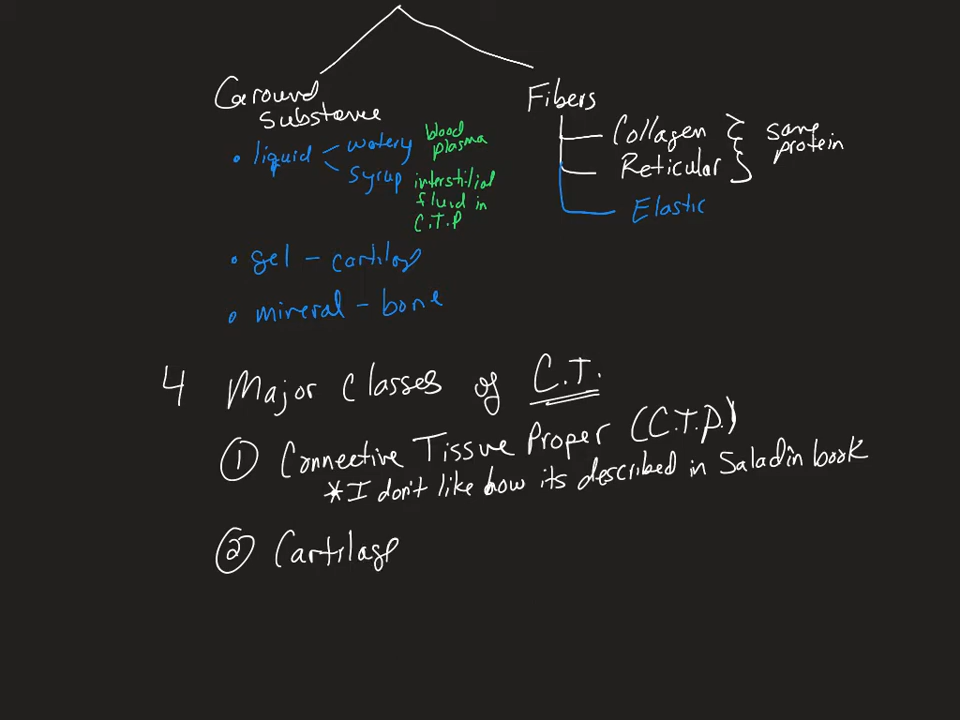 Ground
Substance
• liquid
watery
blood
plasma
syrup
interstitial
fluid in
C.T.P
• gel - cartilag
• mineral - bone
Fibers
Collagen
Reticular
same
protein
Elastic
4 Major Classes of C.T.
① Connective Tissue Proper (C.T.P.)
*I don't like how its described in Saladin book
② Cartilage